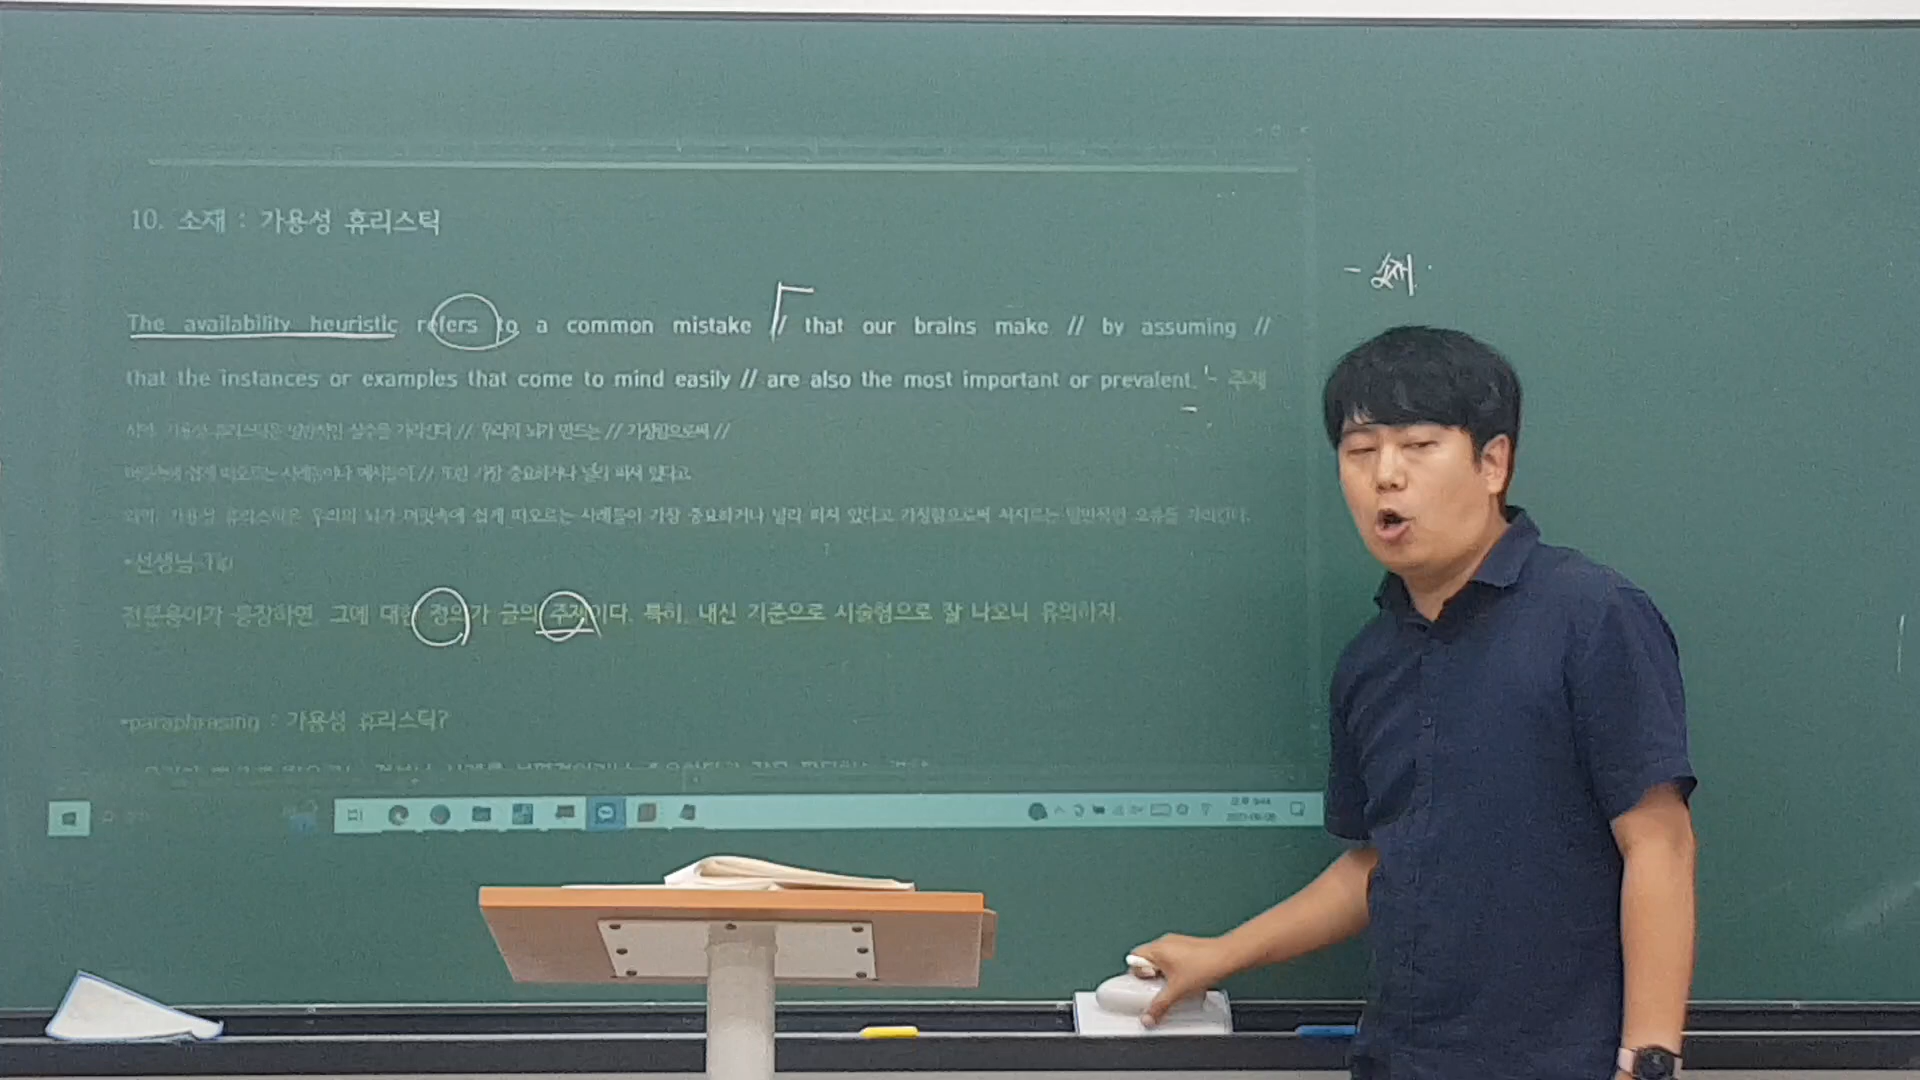 10. 소재 : 가용성 휴리스틱
- 소재.
The availability heuristic refers to a common mistake // that our brains make // by assuming //
that the instances or examples that come to mind easily // are also the most important or prevalent. - 주제
직역: 가용성 휴리스틱은 일반적인 실수를 가리킨다 // 우리의 뇌가 만드는 // 가정함으로써 //
머릿속에 쉽게 떠오르는 사례들이나 예시들이 // 또한 가장 중요하거나 널리 퍼져 있다고
의역: 가용성 휴리스틱은 우리의 뇌가 머릿속에 쉽게 떠오르는 사례들이 가장 중요하거나 널리 퍼져 있다고 가정함으로써 저지르는 일반적인 오류를 가리킨다.
*선생님 Tip
전문용어가 등장하면, 그에 대한 정의가 글의 주제이다. 특히, 내신 기준으로 서술형으로 잘 나오니 유의하자.
*paraphrasing : 가용성 휴리스틱?